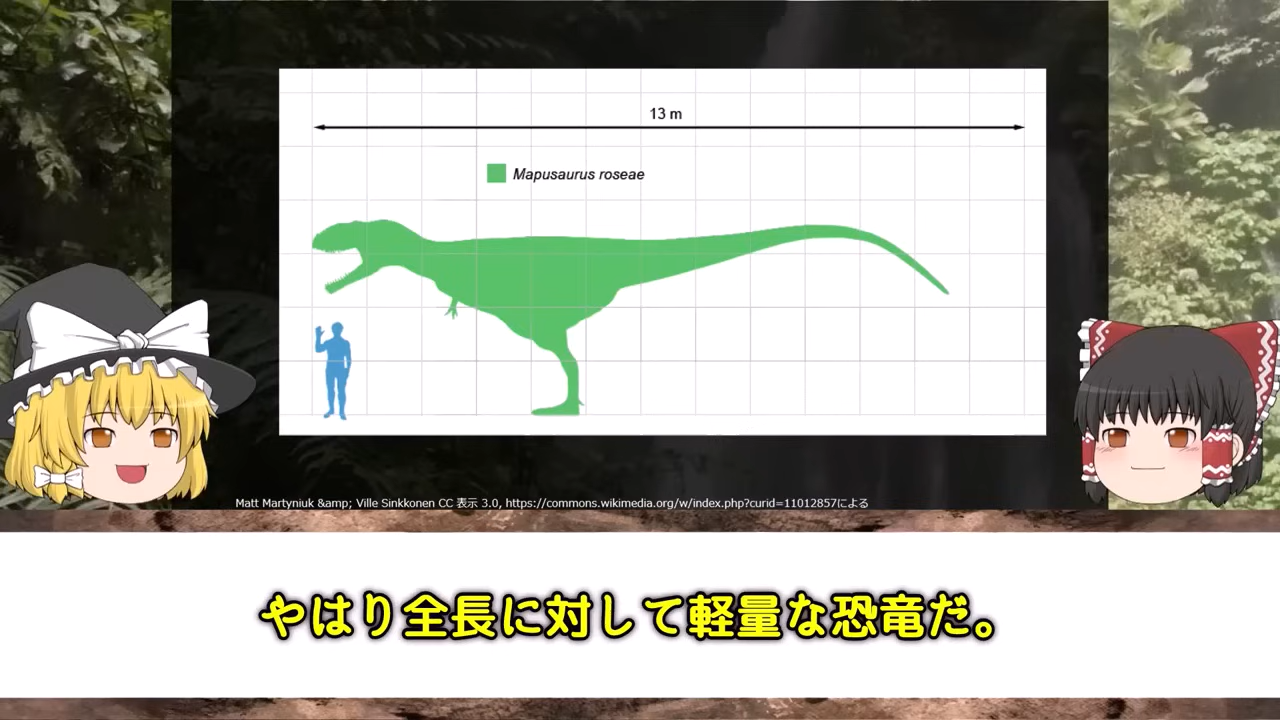 13 m
Mapusaurus roseae
Matt Martyniuk &amp; Ville Sinkkonen CC 表示 3.0, https://commons.wikimedia.org/w/index.php?curid=11012857による
やはり全長に対して軽量な恐竜だ。